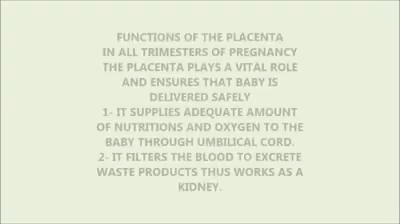 FUNCTIONS OF THE PLACENTA
IN ALL TRIMESTERS OF PREGNANCY
THE PLACENTA PLAYS A VITAL ROLE
AND ENSURES THAT BABY IS
DELIVERED SAFELY
1- IT SUPPLIES ADEQUATE AMOUNT
OF NUTRITIONS AND OXYGEN TO THE
BABY THROUGH UMBILICAL CORD.
2- IT FILTERS THE BLOOD TO EXCRETE
WASTE PRODUCTS THUS WORKS AS A
KIDNEY.